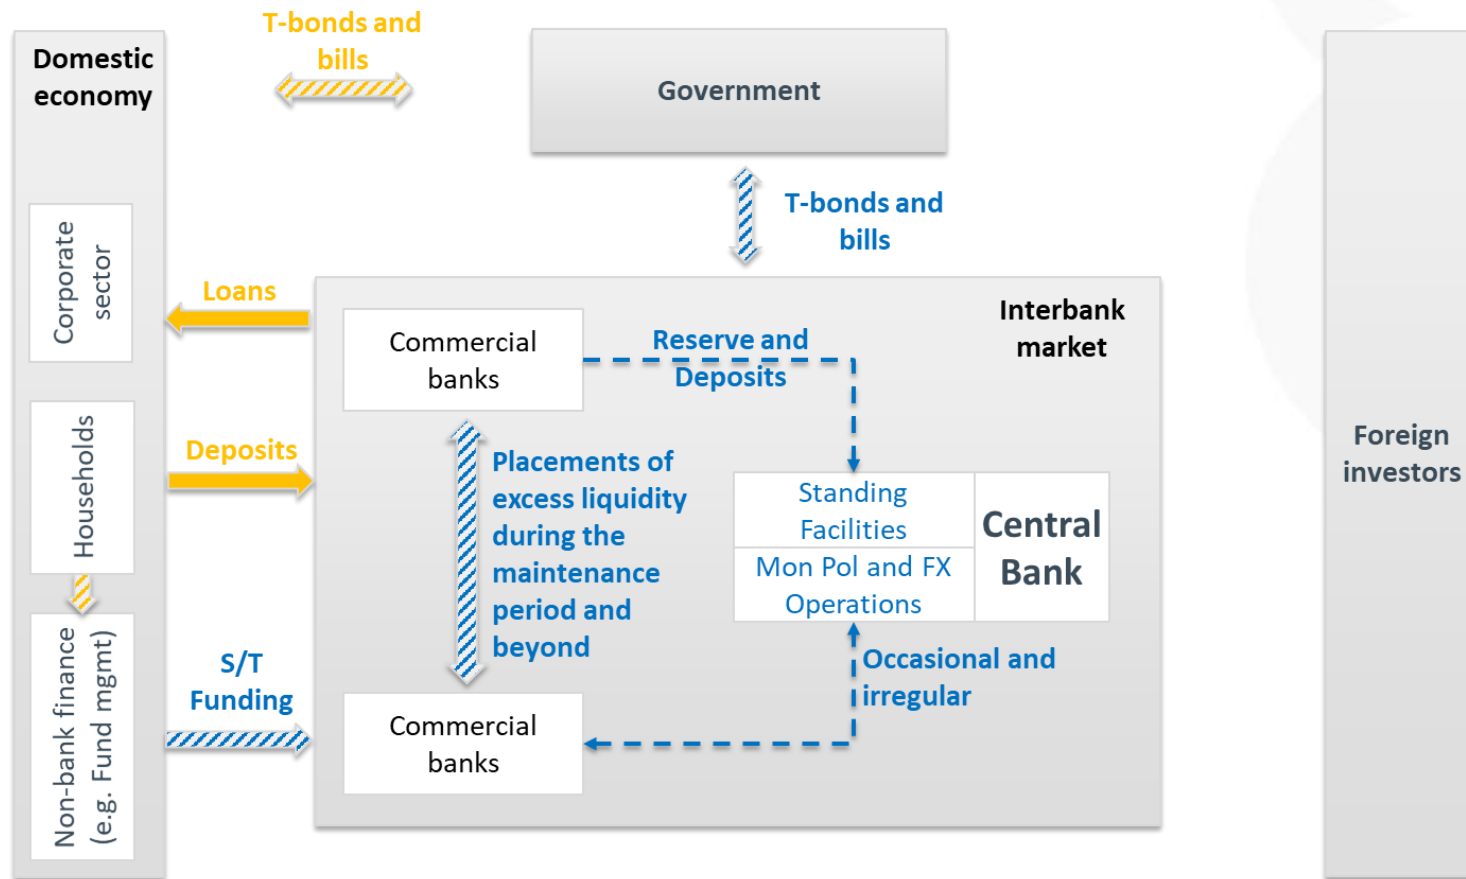 T-bonds and
bills
Domestic
economy
Government
T-bonds and
bills
Corporate
sector
Loans
Interbank
market
Commercial
banks
Reserve and
Deposits
Households
Deposits
Placements of
excess liquidity
during the
maintenance
period and
beyond
Standing
Facilities
Mon Pol and FX
Operations
Central
Bank
Foreign
investors
Non-bank finance
(e.g. Fund mgmt)
S/T
Funding
Occasional and
irregular
Commercial
banks